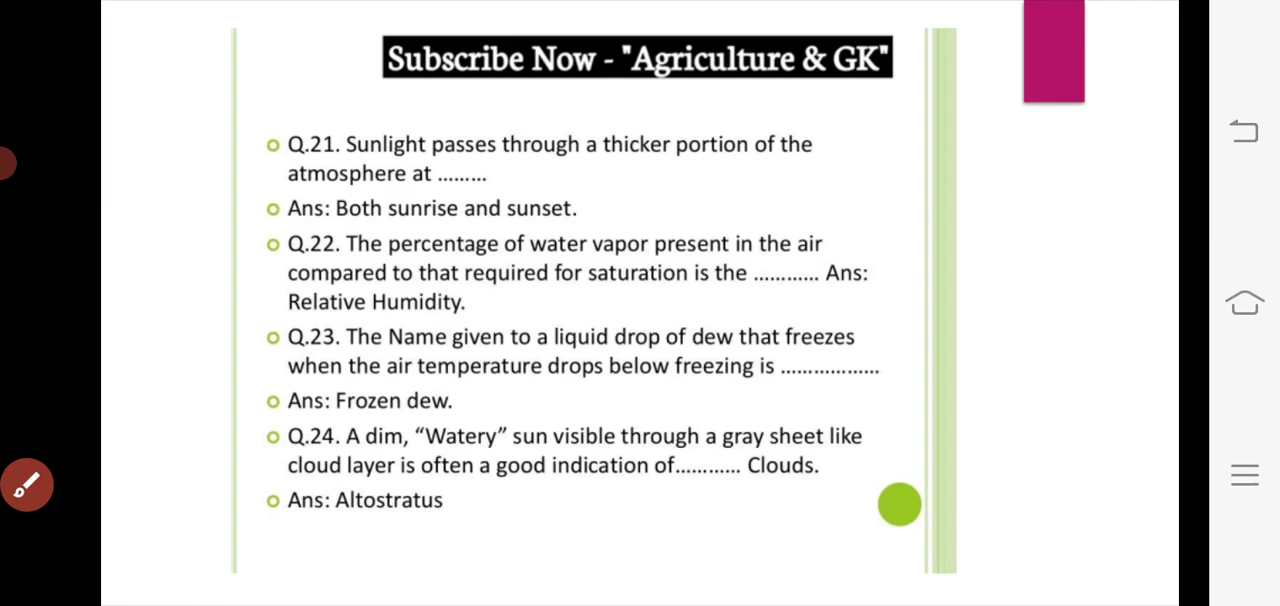 Subscribe Now - "Agriculture & GK"
Q.21. Sunlight passes through a thicker portion of the
atmosphere at .........
Ans: Both sunrise and sunset.
Q.22. The percentage of water vapor present in the air
compared to that required for saturation is the ............ Ans:
Relative Humidity.
Q.23. The Name given to a liquid drop of dew that freezes
when the air temperature drops below freezing is ..................
Ans: Frozen dew.
Q.24. A dim, “Watery” sun visible through a gray sheet like
cloud layer is often a good indication of............ Clouds.
Ans: Altostratus